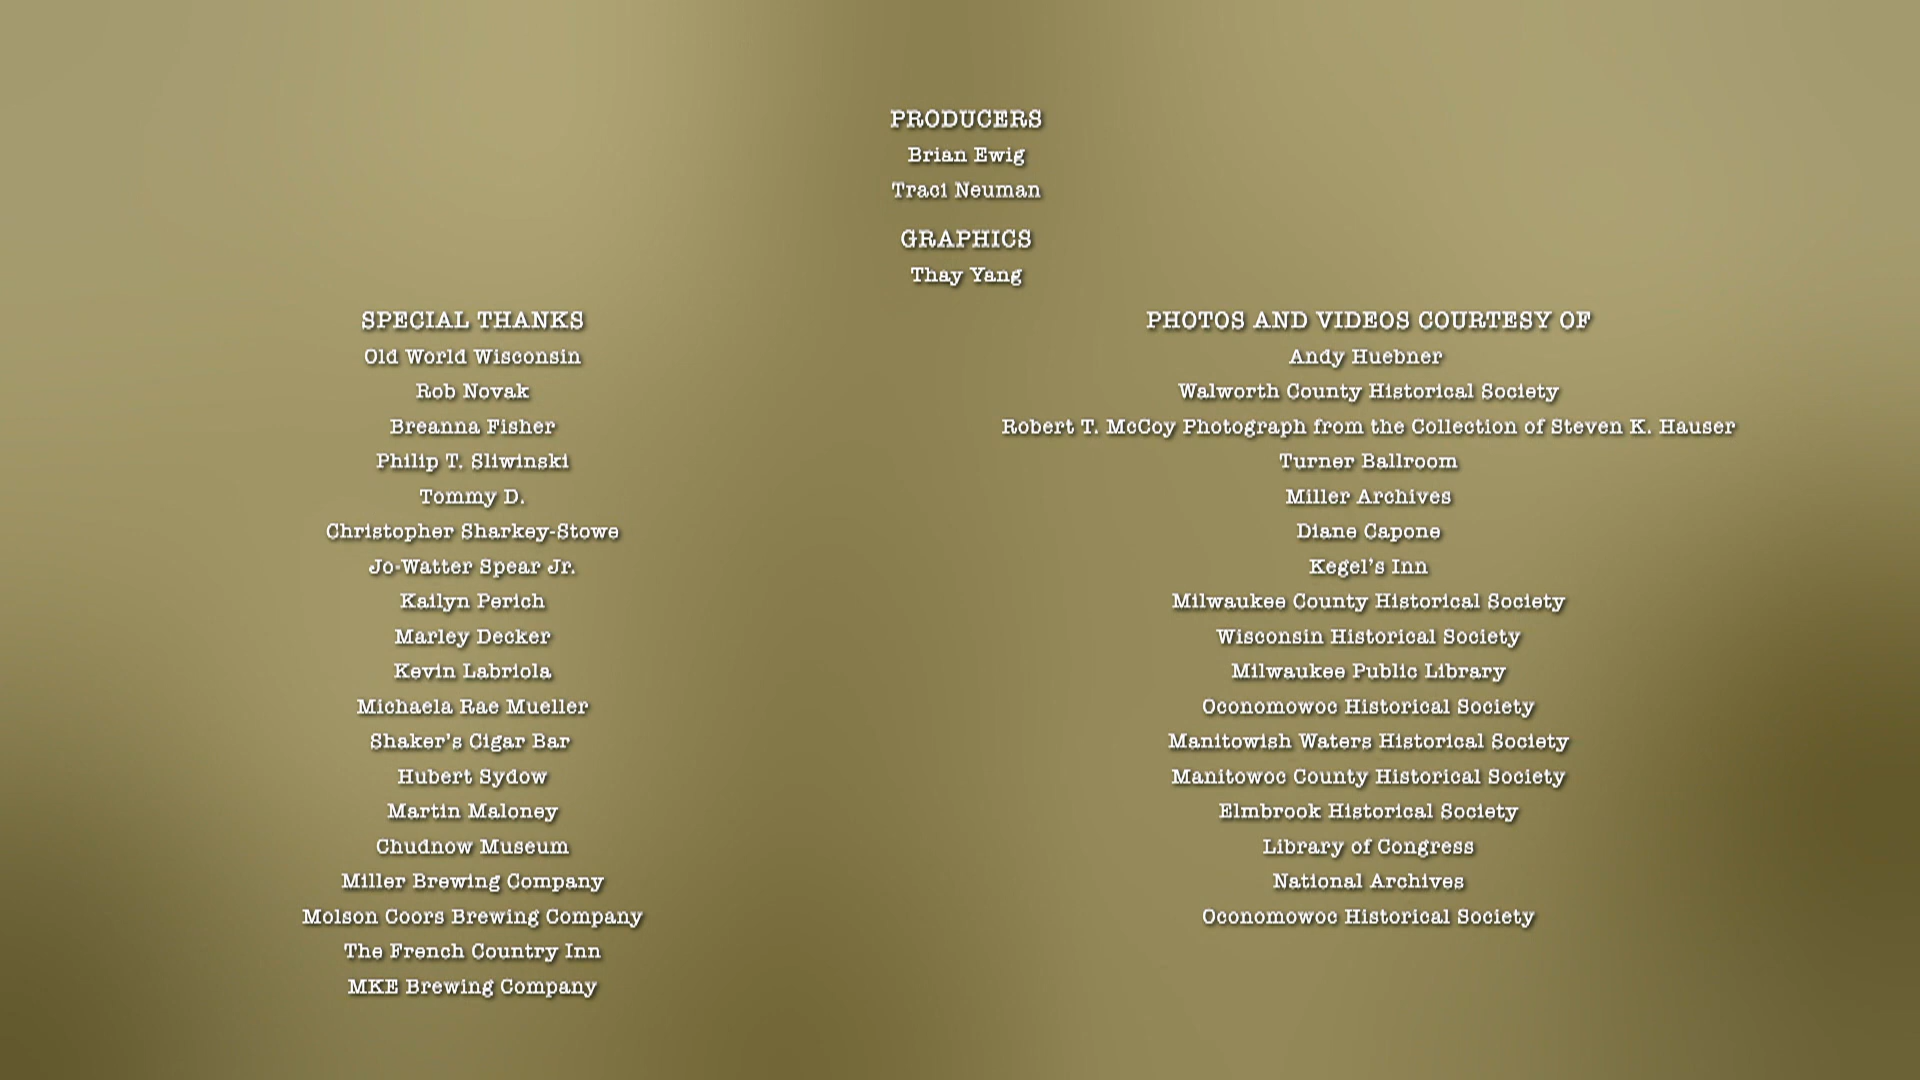 PRODUCERS
Brian Ewig
Traci Neuman
GRAPHICS
Thay Yang
SPECIAL THANKS
Old World Wisconsin
Rob Novak
Breanna Fisher
Philip T. Sliwinski
Tommy D.
Christopher Sharkey-Stowe
Jo-Watter Spear Jr.
Kailyn Perich
Marley Decker
Kevin Labriola
Michaela Rae Mueller
Shaker's Cigar Bar
Hubert Sydow
Martin Maloney
Chudnow Museum
Miller Brewing Company
Molson Coors Brewing Company
The French Country Inn
MKE Brewing Company
PHOTOS AND VIDEOS COURTESY OF
Andy Huebner
Walworth County Historical Society
Robert T. McCoy Photograph from the Collection of Steven K. Hauser
Turner Ballroom
Miller Archives
Diane Capone
Kegel's Inn
Milwaukee County Historical Society
Wisconsin Historical Society
Milwaukee Public Library
Oconomowoc Historical Society
Manitowish Waters Historical Society
Manitowoc County Historical Society
Elmbrook Historical Society
Library of Congress
National Archives
Oconomowoc Historical Society